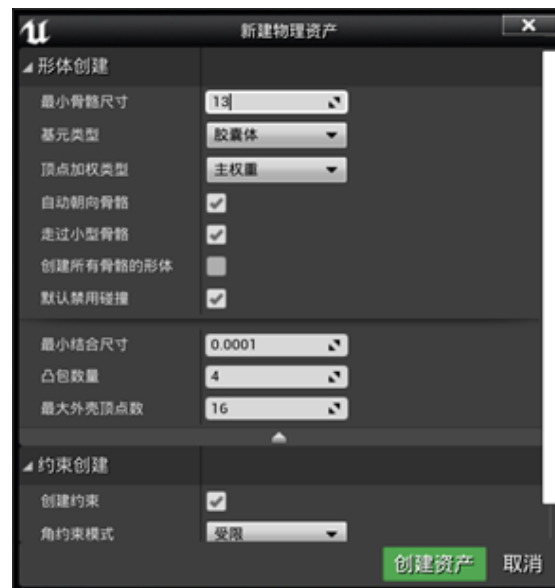 新建物理资产
形体创建
最小骨骼尺寸 13
基元类型 胶囊体
顶点加权类型 主权重
自动朝向骨骼
走过小型骨骼
创建所有骨骼的形体
默认禁用碰撞
最小结合尺寸 0.0001
凸包数量 4
最大外壳顶点数 16
约束创建
创建约束
角约束模式 受限
创建资产 取消